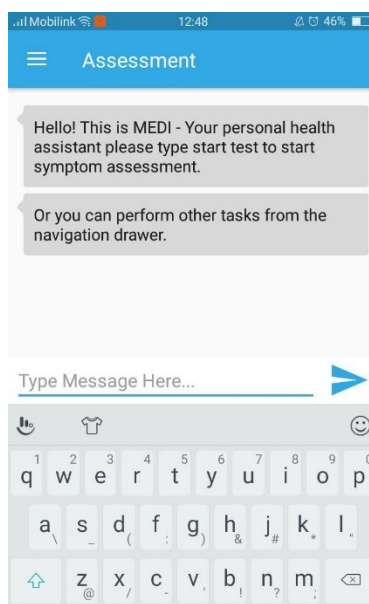 Mobilink 12:48 46%
Assessment
Hello! This is MEDI - Your personal health
assistant please type start test to start
symptom assessment.
Or you can perform other tasks from the
navigation drawer.
Type Message Here...
1 2 3 4 5 6 7 8 9 0
q w e r t y u i o p
a s d f g h j k l
\ _ ( : ) & # * "
z x c v b n m
@ / - ' ! ? ;